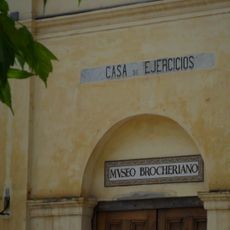 CASA DE EJERCICIOS
MVSEO BROCHERIANO